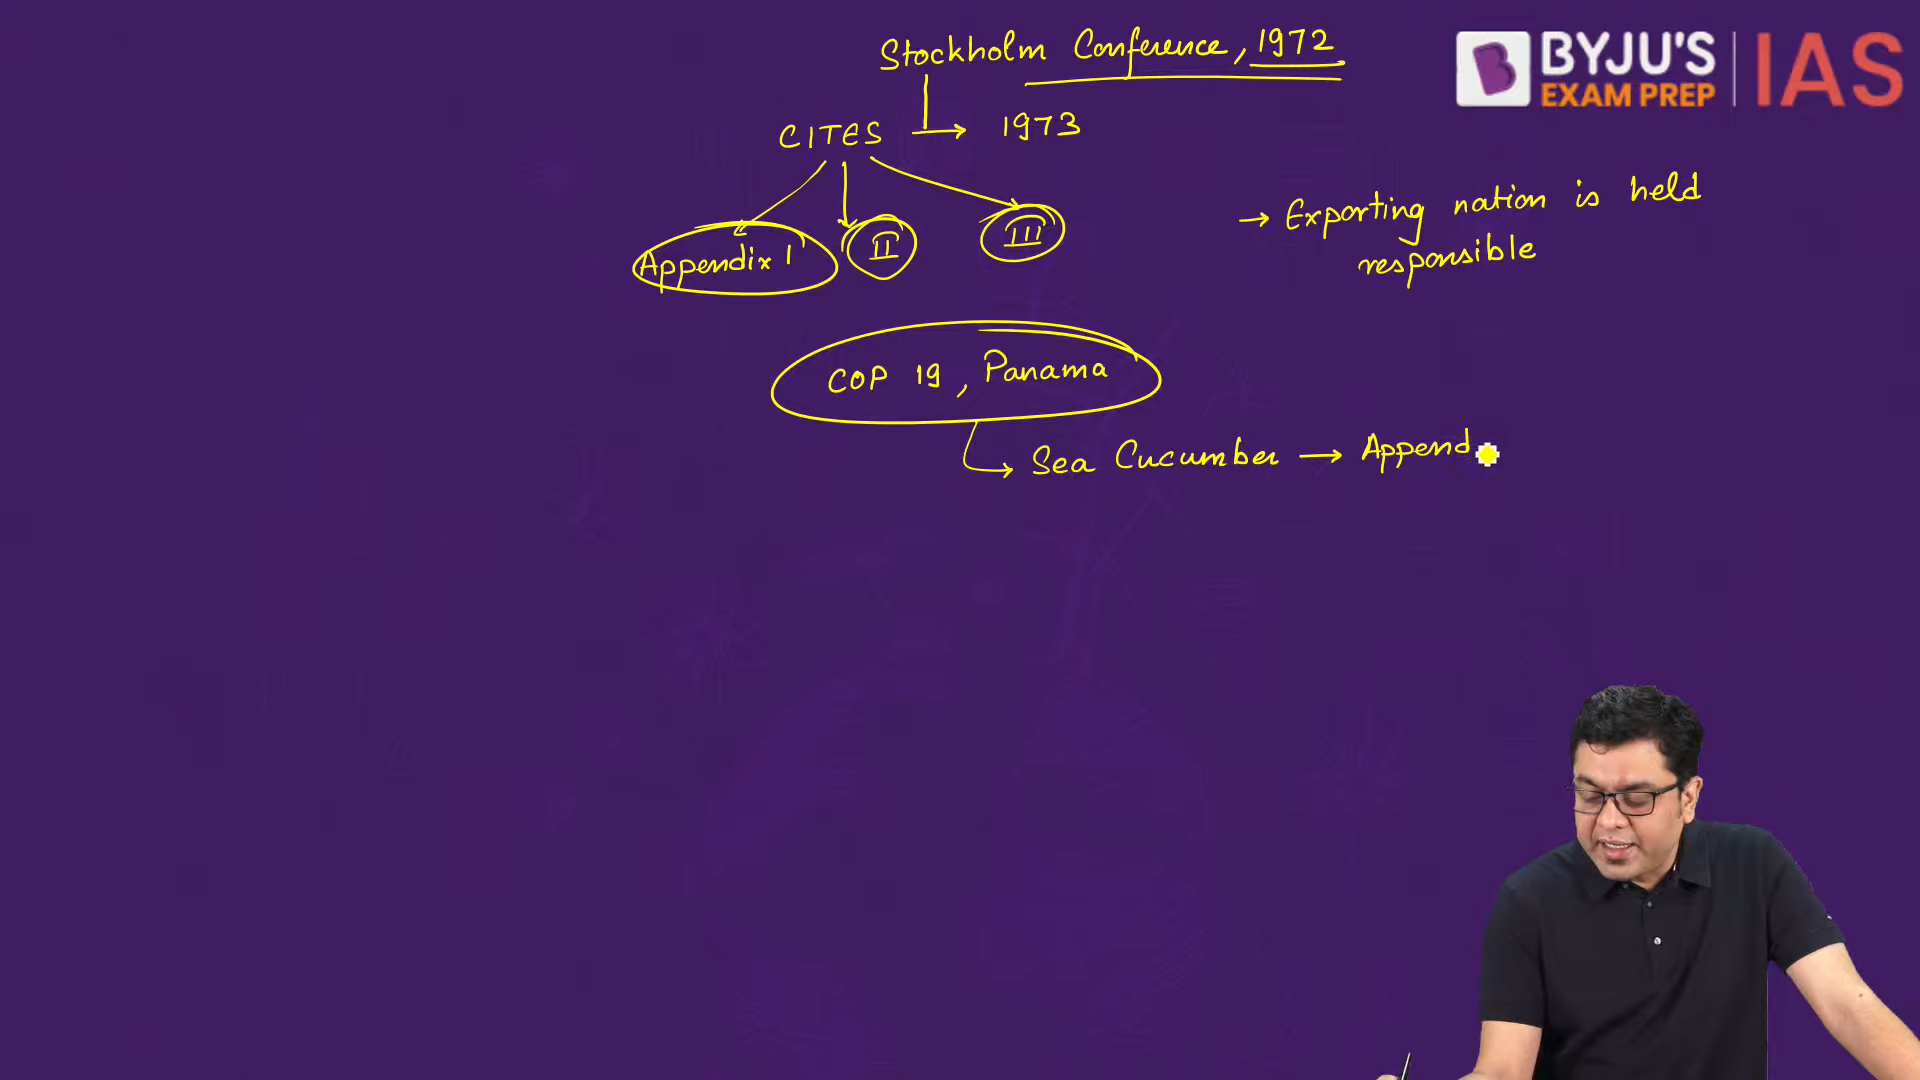 Stockholm Conference, 1972
BYJU'S
EXAM PREP
IAS
CITES → 1973
→ Exporting nation is held
responsible
Appendix I
II
III
COP 19, Panama
Sea Cucumber → Append